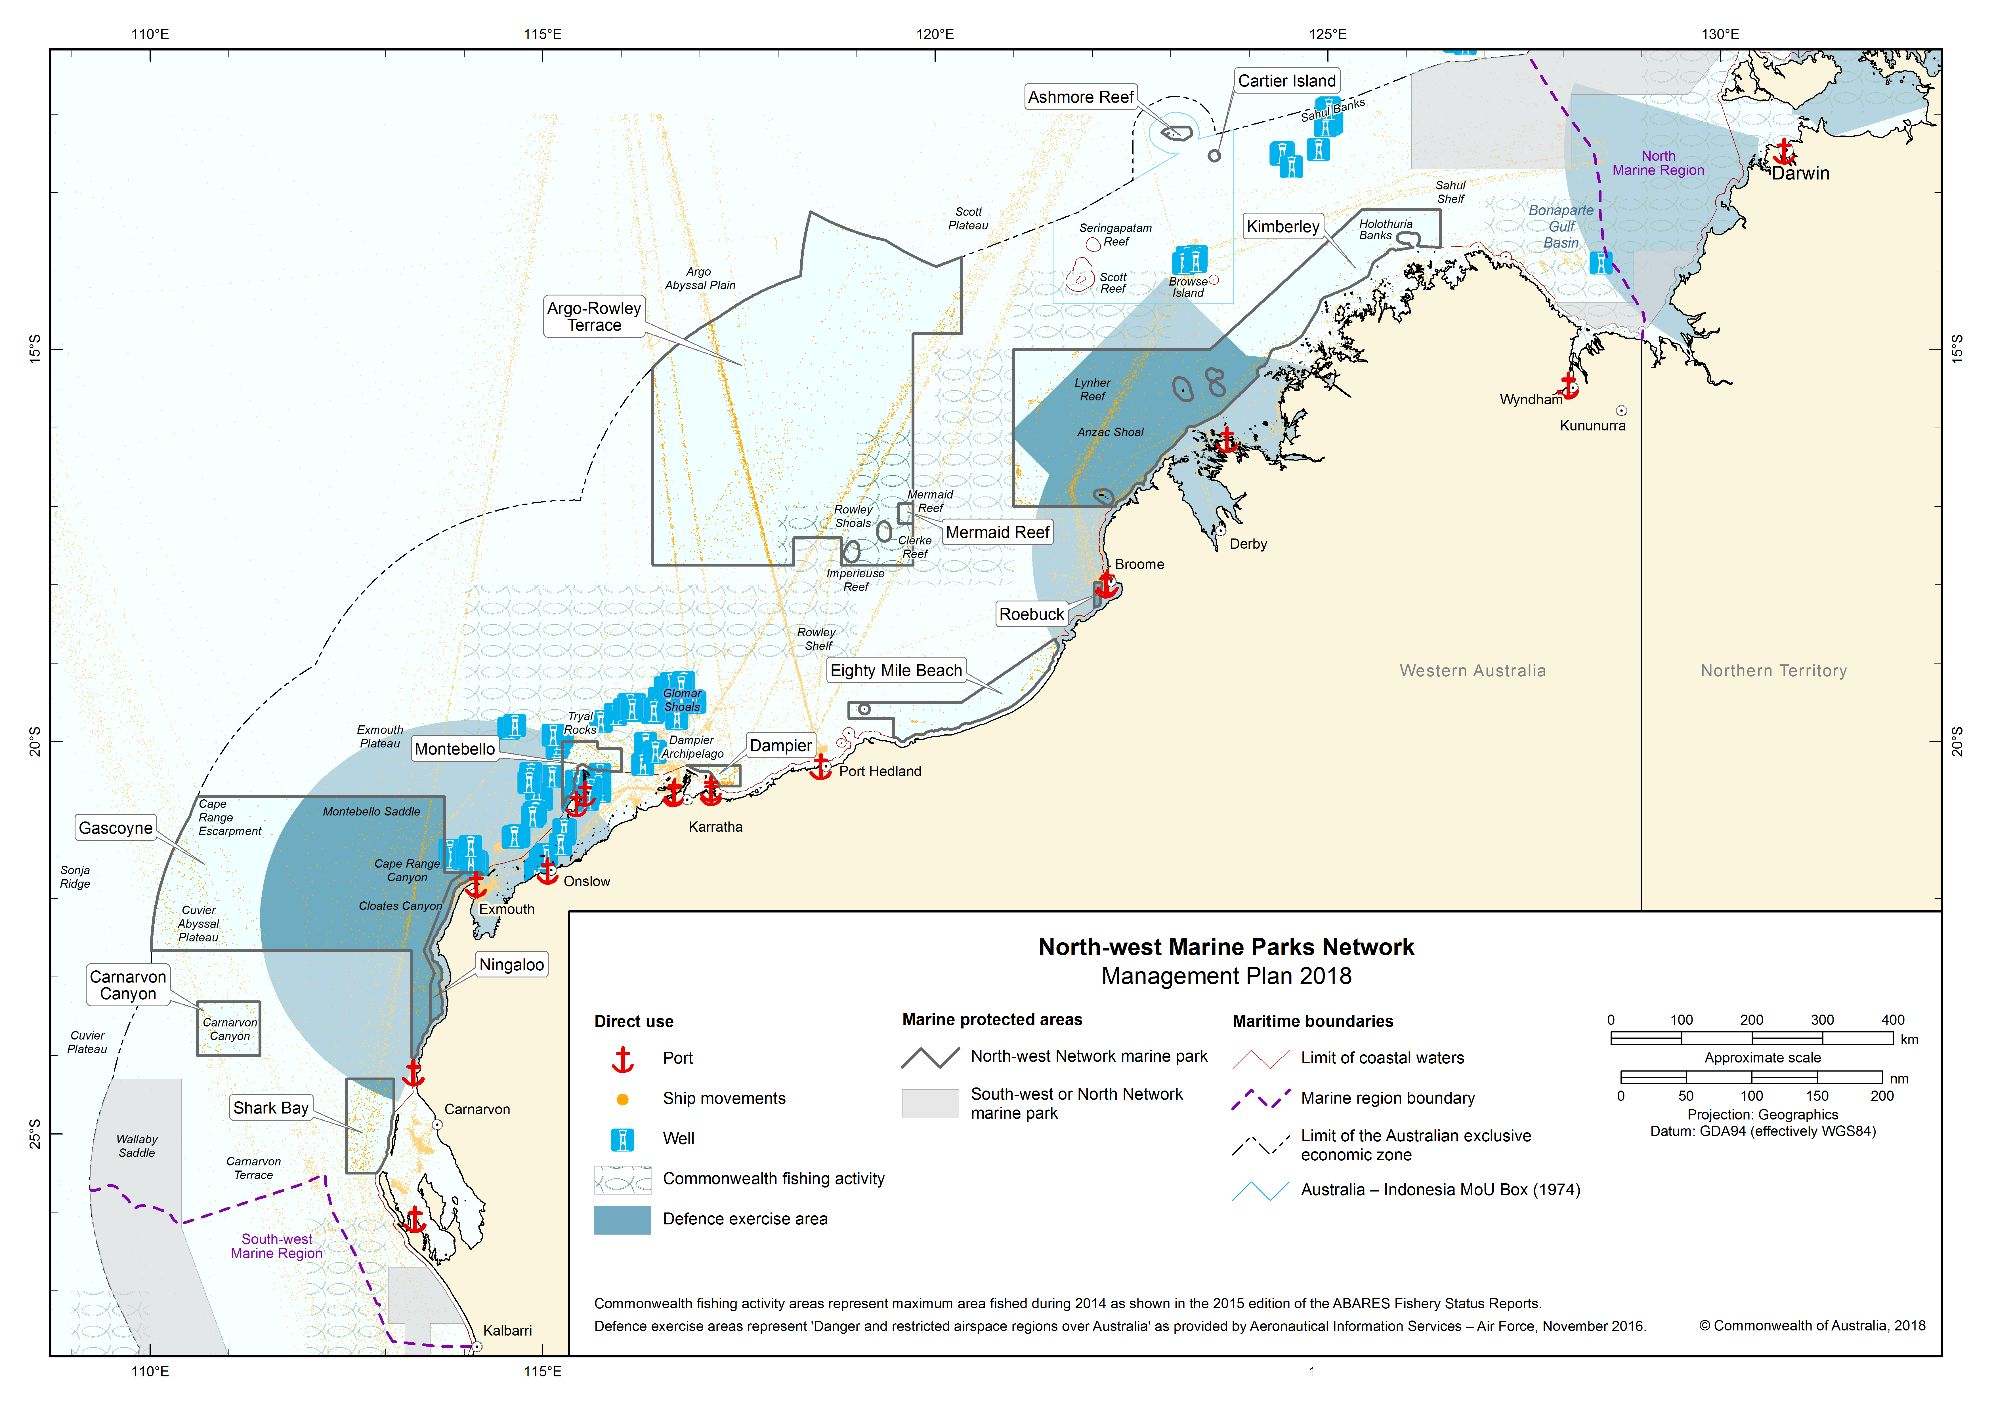 110°E
115°E
120°E
125°E
130°E
Cartier Island
Ashmore Reef
Sahul Banks
North
Marine Region
Darwin
Sahul
Shelf
Scott
Plateau
Bonaparte
Gulf
Basin
Kimberley
Holothuria
Banks
Seringapatam
Reef
Scott
Reef
Browse
Island
Argo
Abyssal Plain
Argo-Rowley
Terrace
15°S
15°S
Lynher
Reef
Anzac Shoal
Wyndham
Kununurra
Mermaid
Reef
Rowley
Shoals
Mermaid Reef
Clerke
Reef
Imperieuse
Reef
Derby
Broome
Roebuck
Rowley
Shelf
Eighty Mile Beach
Western Australia
Northern Territory
Glomar
Shoals
Tryal
Rocks
Exmouth
Plateau
Montebello
Dampier
Archipelago
Dampier
20°S
20°S
Port Hedland
Cape
Range
Escarpment
Montebello Saddle
Gascoyne
Karratha
Sonja
Ridge
Cape Range
Canyon
Onslow
Cloates Canyon
Exmouth
Cuvier
Abyssal
Plateau
Ningaloo
Carnarvon
Canyon
Carnarvon
Canyon
Cuvier
Plateau
Shark Bay
Carnarvon
25°S
Wallaby
Saddle
Carnarvon
Terrace
South-west
Marine Region
Kalbarri
North-west Marine Parks Network
Management Plan 2018
Direct use
Port
Ship movements
Well
Commonwealth fishing activity
Defence exercise area
Marine protected areas
North-west Network marine park
South-west or North Network
marine park
Maritime boundaries
Limit of coastal waters
Marine region boundary
Limit of the Australian exclusive
economic zone
Australia – Indonesia MoU Box (1974)
0 100 200 300 400
km
Approximate scale
nm
0 50 100 150 200
Projection: Geographics
Datum: GDA94 (effectively WGS84)
Commonwealth fishing activity areas represent maximum area fished during 2014 as shown in the 2015 edition of the ABARES Fishery Status Reports.
Defence exercise areas represent 'Danger and restricted airspace regions over Australia' as provided by Aeronautical Information Services – Air Force, November 2016.
© Commonwealth of Australia, 2018
110°E
115°E
1